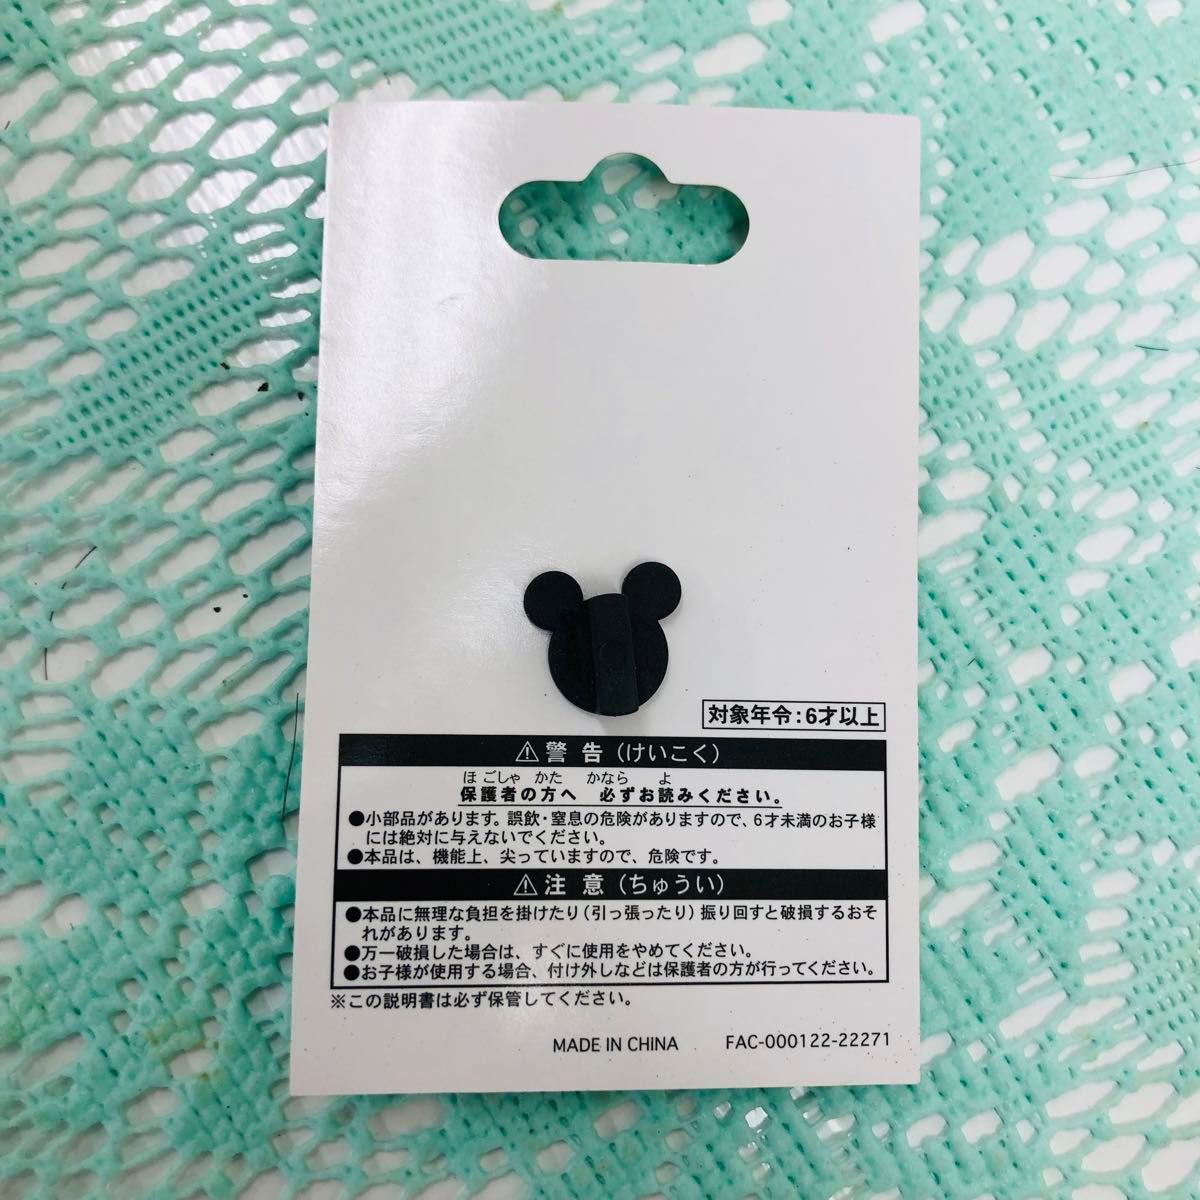 対象年令：6才以上
⚠警告（けいこく）
ほごしゃ かた かなら よ
保護者の方へ 必ずお読みください。
●小部品があります。誤飲・窒息の危険がありますので、6才未満のお子様
には絶対に与えないでください。
●本品は、機能上、尖っていますので、危険です。
⚠注意（ちゅうい）
●本品に無理な負担を掛けたり（引っ張ったり）振り回すと破損するおそ
れがあります。
●万一破損した場合は、すぐに使用をやめてください。
●お子様が使用する場合、付け外しなどは保護者の方が行ってください。
※この説明書は必ず保管してください。
MADE IN CHINA FAC-000122-22271